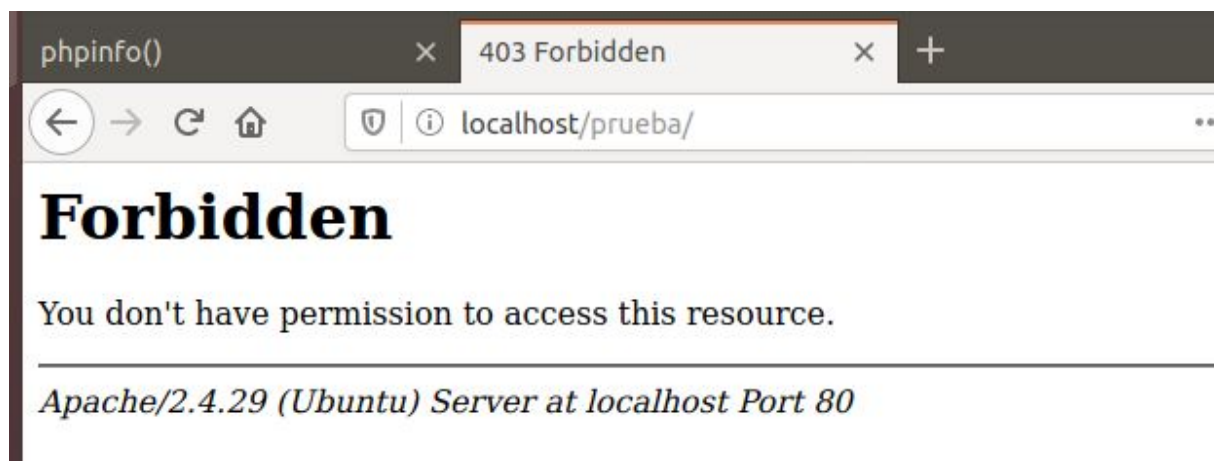 phpinfo()
403 Forbidden
localhost/prueba/
Forbidden
You don't have permission to access this resource.
Apache/2.4.29 (Ubuntu) Server at localhost Port 80